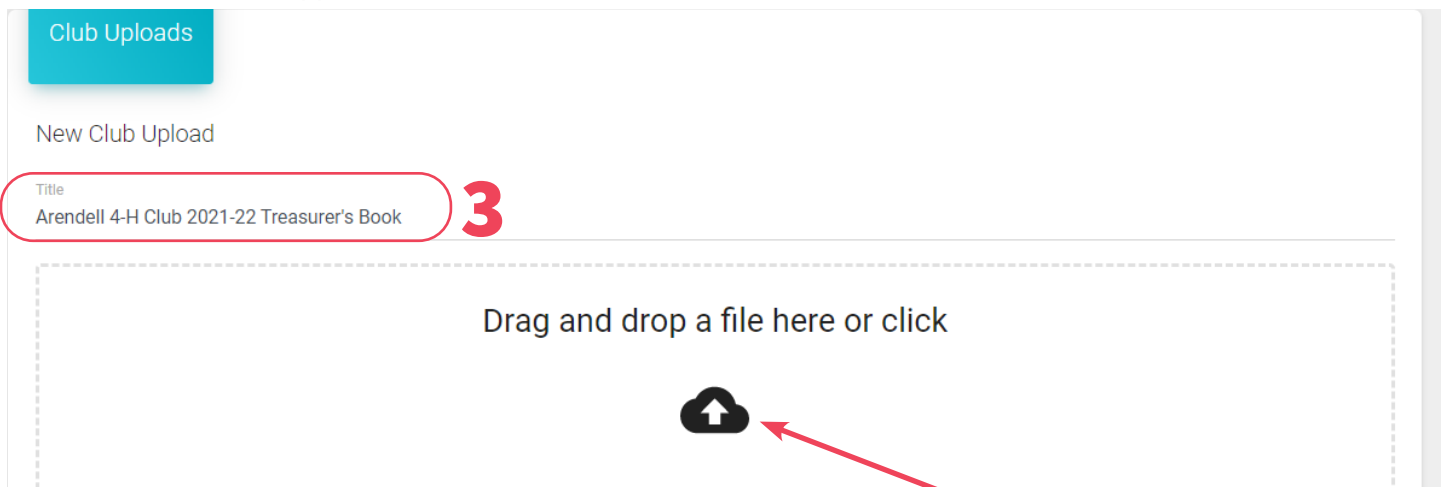 Club Uploads
New Club Upload
Title
Arendell 4-H Club 2021-22 Treasurer's Book
3
Drag and drop a file here or click